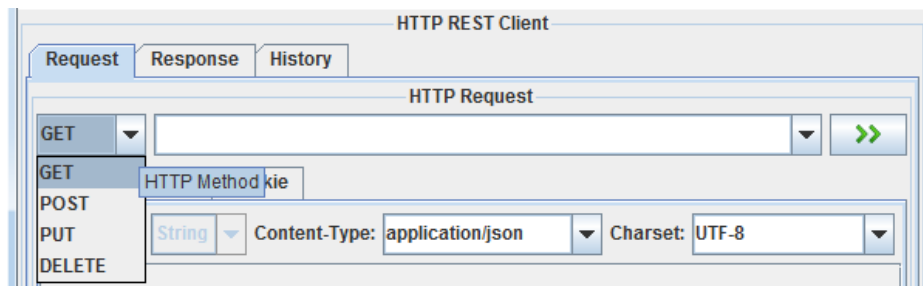 HTTP REST Client
Request Response History
HTTP Request
GET >>
GET
HTTP Method kie
POST
PUT String Content-Type: application/json Charset: UTF-8
DELETE